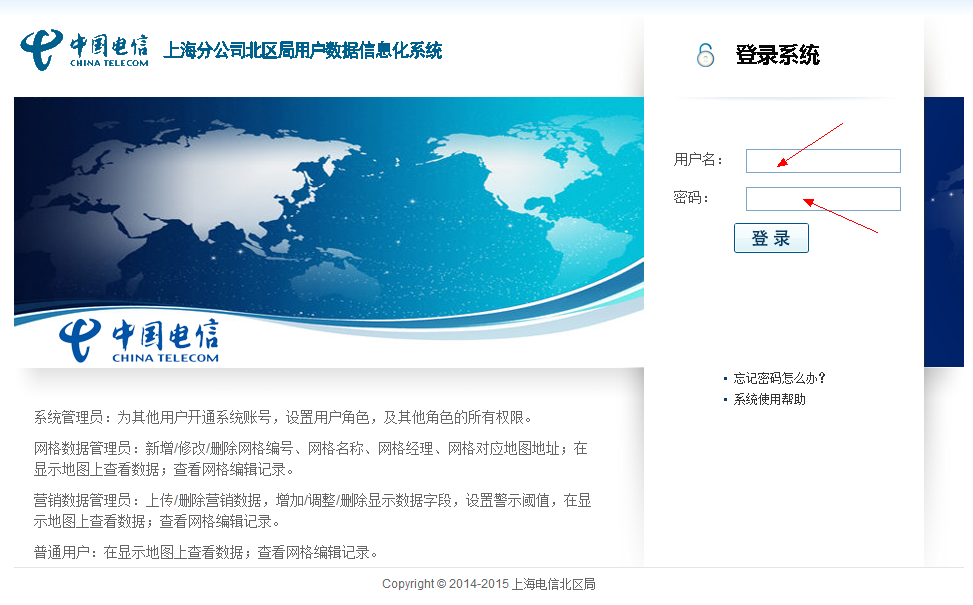 中国电信
CHINA TELECOM
上海分公司北区局用户数据信息化系统
登录系统
用户名：
密码：
登 录
中国电信
CHINA TELECOM
忘记密码怎么办？
系统使用帮助
系统管理员：为其他用户开通系统账号，设置用户角色，及其他角色的所有权限。
网格数据管理员：新增/修改/删除网格编号、网格名称、网格经理、网格对应地图地址；在
显示地图上查看数据；查看网格编辑记录。
营销数据管理员：上传/删除营销数据，增加/调整/删除显示数据字段，设置警示阈值，在显
示地图上查看数据；查看网格编辑记录。
普通用户：在显示地图上查看数据；查看网格编辑记录。
Copyright © 2014-2015 上海电信北区局